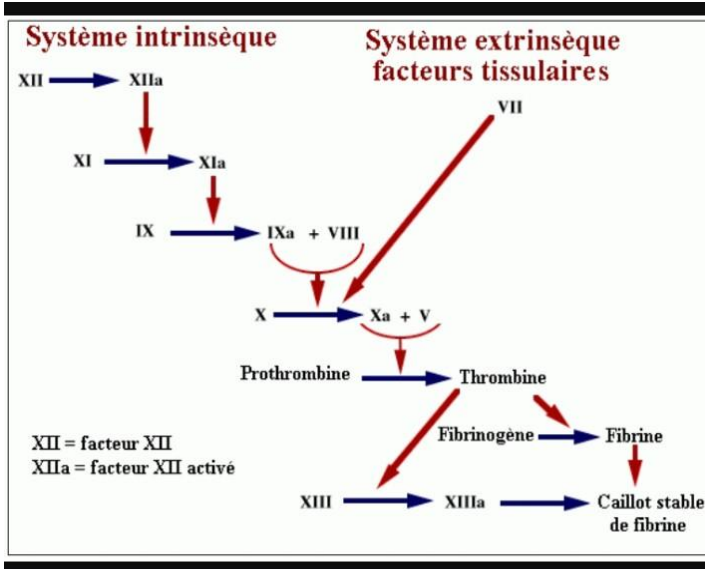 Système intrinsèque
Système extrinsèque
facteurs tissulaires
XII
XIIa
VII
XI
XIa
IX
IXa + VIII
X
Xa + V
Prothrombine
Thrombine
Fibrinogène
Fibrine
XII = facteur XII
XIIa = facteur XII activé
XIII
XIIIa
Caillot stable
de fibrine